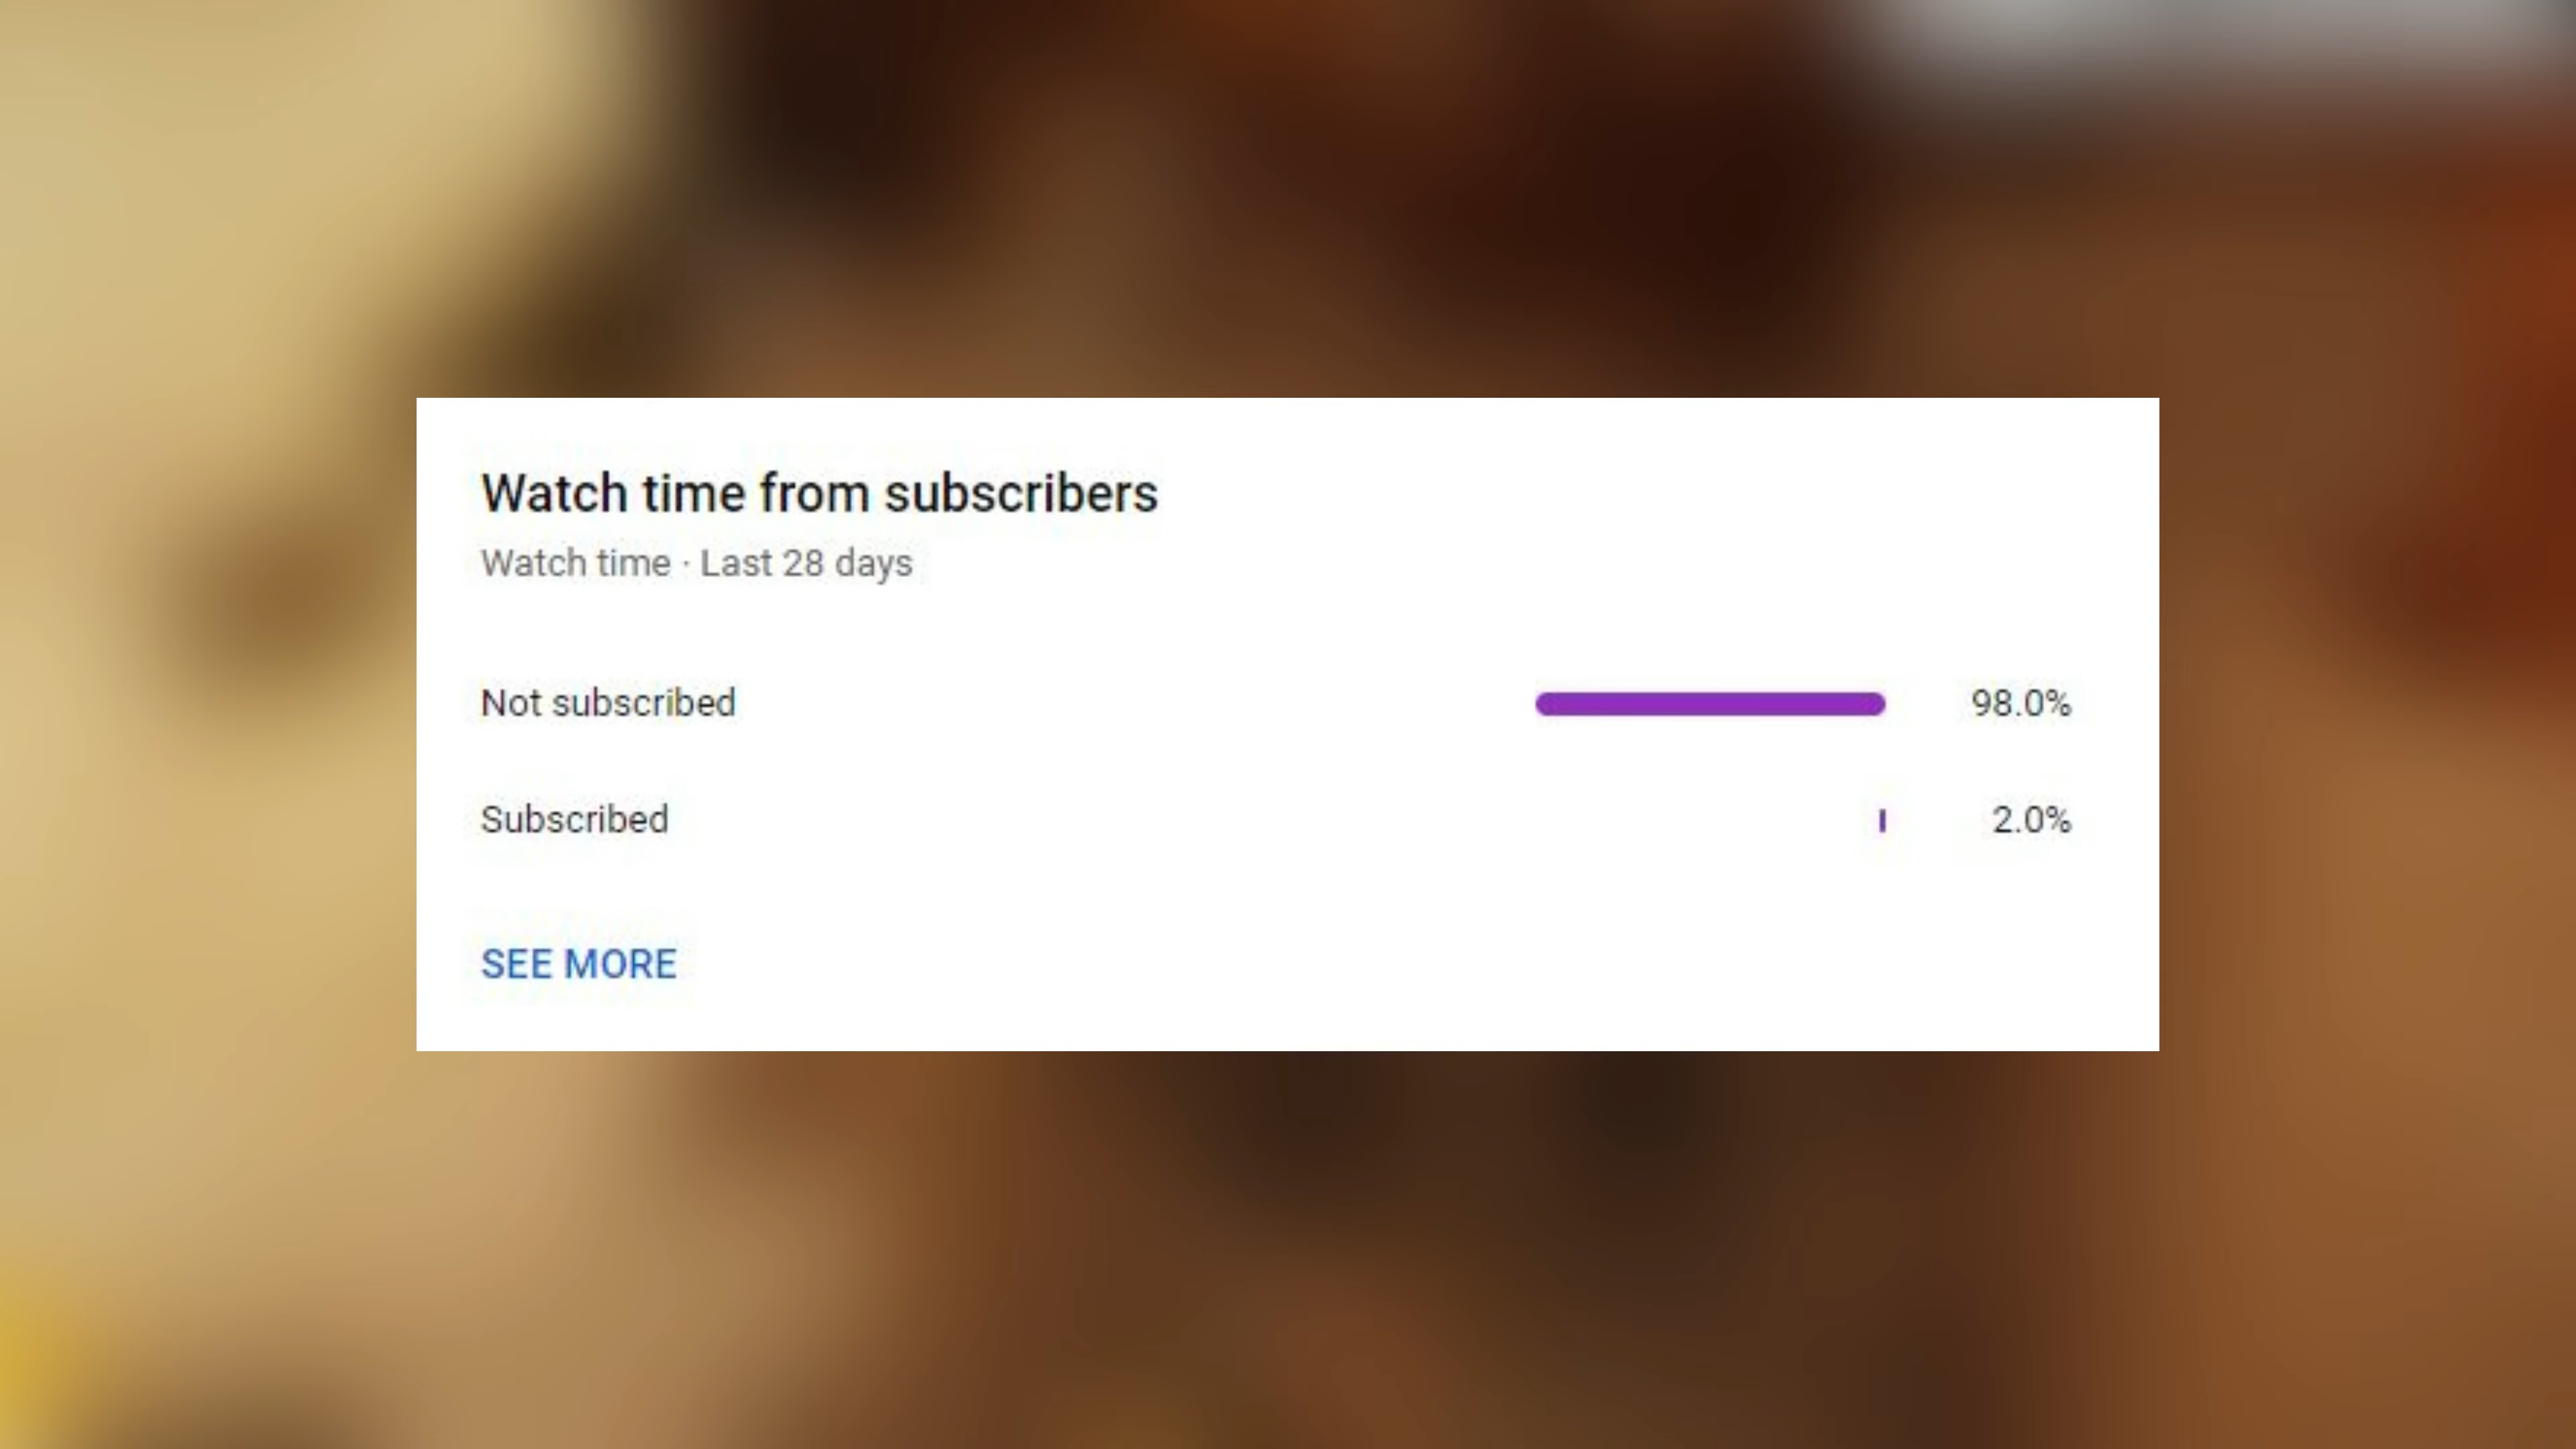 Watch time from subscribers
Watch time · Last 28 days
Not subscribed 98.0%
Subscribed 2.0%
SEE MORE